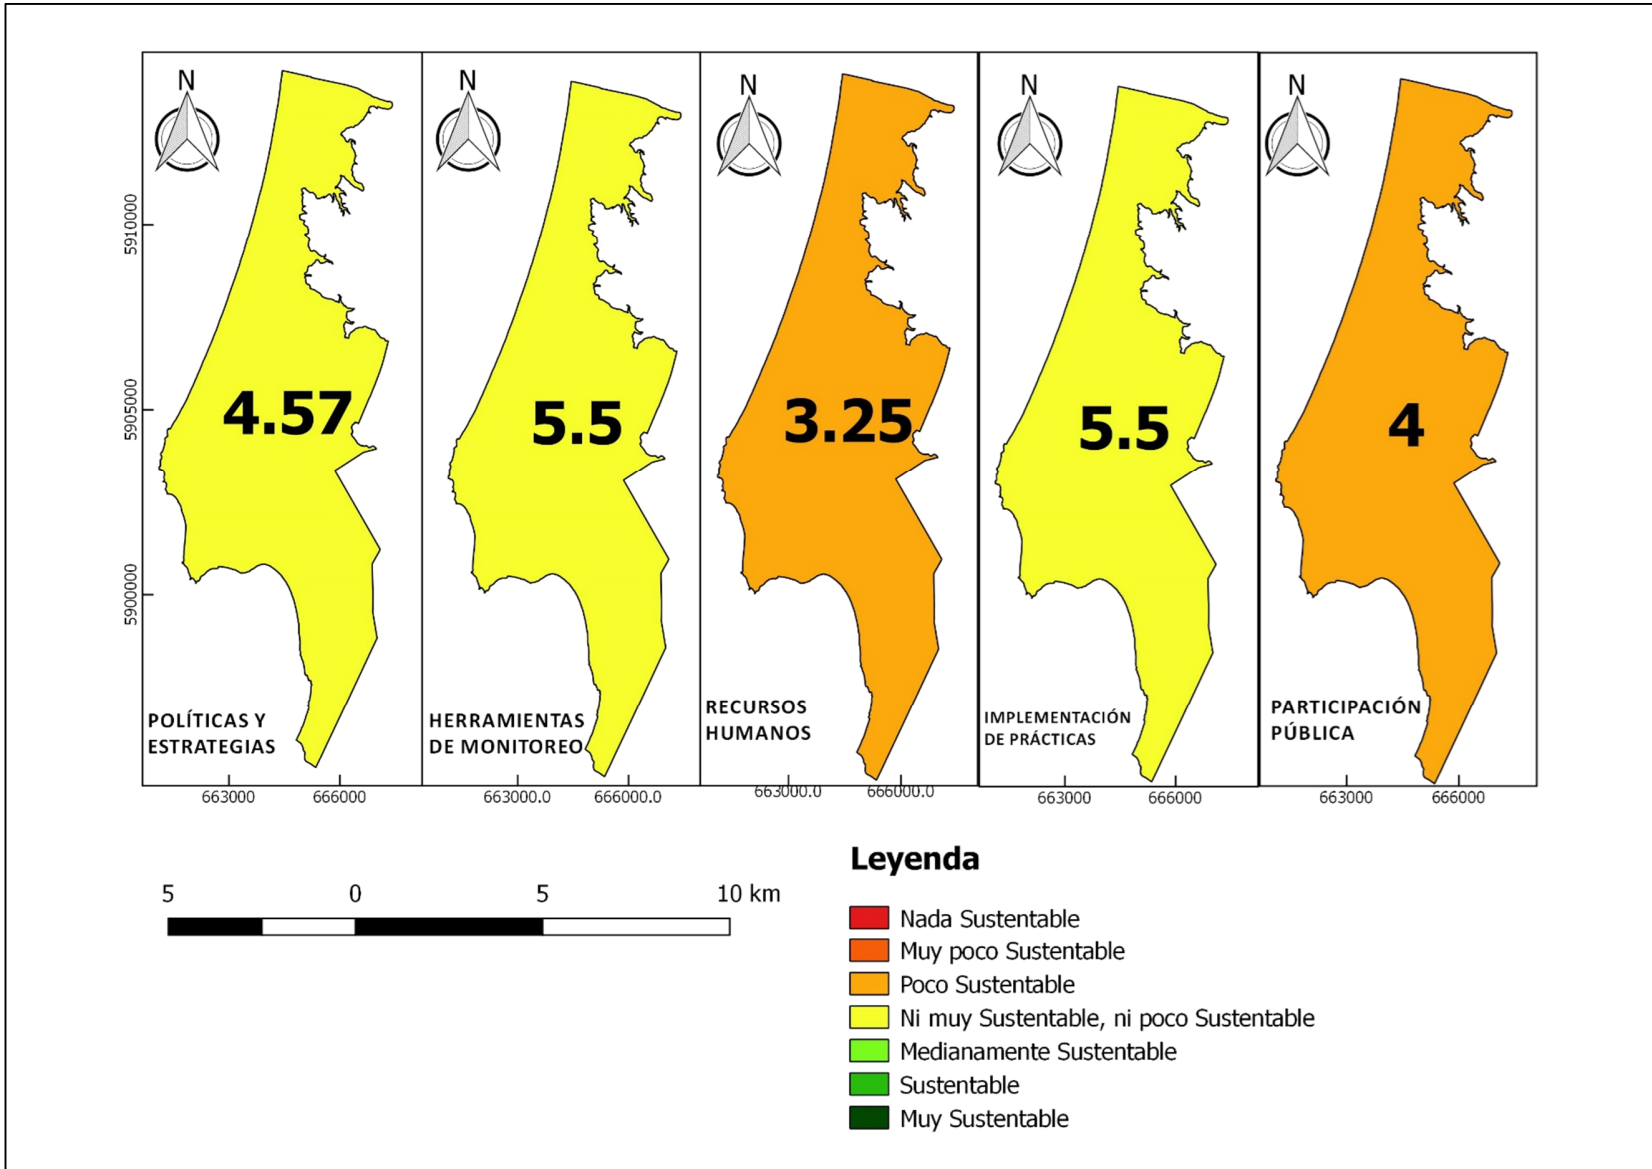 N
N
N
N
N
5910000
5905000
5900000
4.57
5.5
3.25
5.5
4
POLÍTICAS Y
ESTRATEGIAS
HERRAMIENTAS
DE MONITOREO
RECURSOS
HUMANOS
IMPLEMENTACIÓN
DE PRÁCTICAS
PARTICIPACIÓN
PÚBLICA
663000 666000
663000.0 666000.0
663000.0 666000.0
663000 666000
663000 666000
5 0 5 10 km
Leyenda
Nada Sustentable
Muy poco Sustentable
Poco Sustentable
Ni muy Sustentable, ni poco Sustentable
Medianamente Sustentable
Sustentable
Muy Sustentable